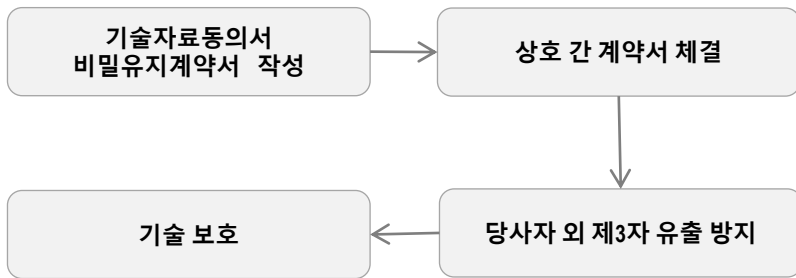 기술자료동의서
비밀유지계약서 작성
상호 간 계약서 체결
당사자 외 제3자 유출 방지
기술 보호